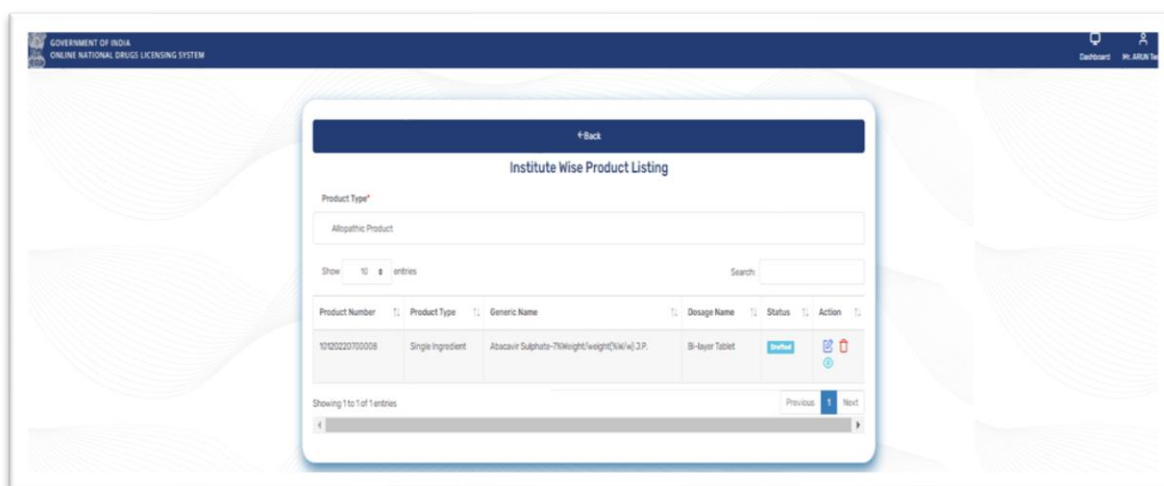 GOVERNMENT OF INDIA
ONLINE NATIONAL DRUGS LICENSING SYSTEM
Dashboard Mr. ARUN
←Back
Institute Wise Product Listing
Product Type*
Allopathic Product
Show 10 entries Search:
Product Number Product Type Generic Name Dosage Name Status Action
10120220700008 Single Ingredient Abacavir Sulphate-7%Weight/weight(%W/w) J.P. Bi-layer Tablet Drafted
Showing 1 to 1 of 1 entries Previous 1 Next